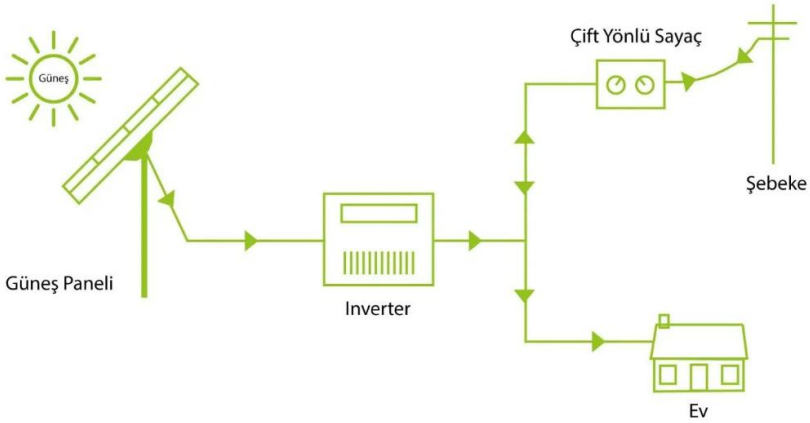 Güneş
Çift Yönlü Sayaç
Şebeke
Güneş Paneli
Inverter
Ev